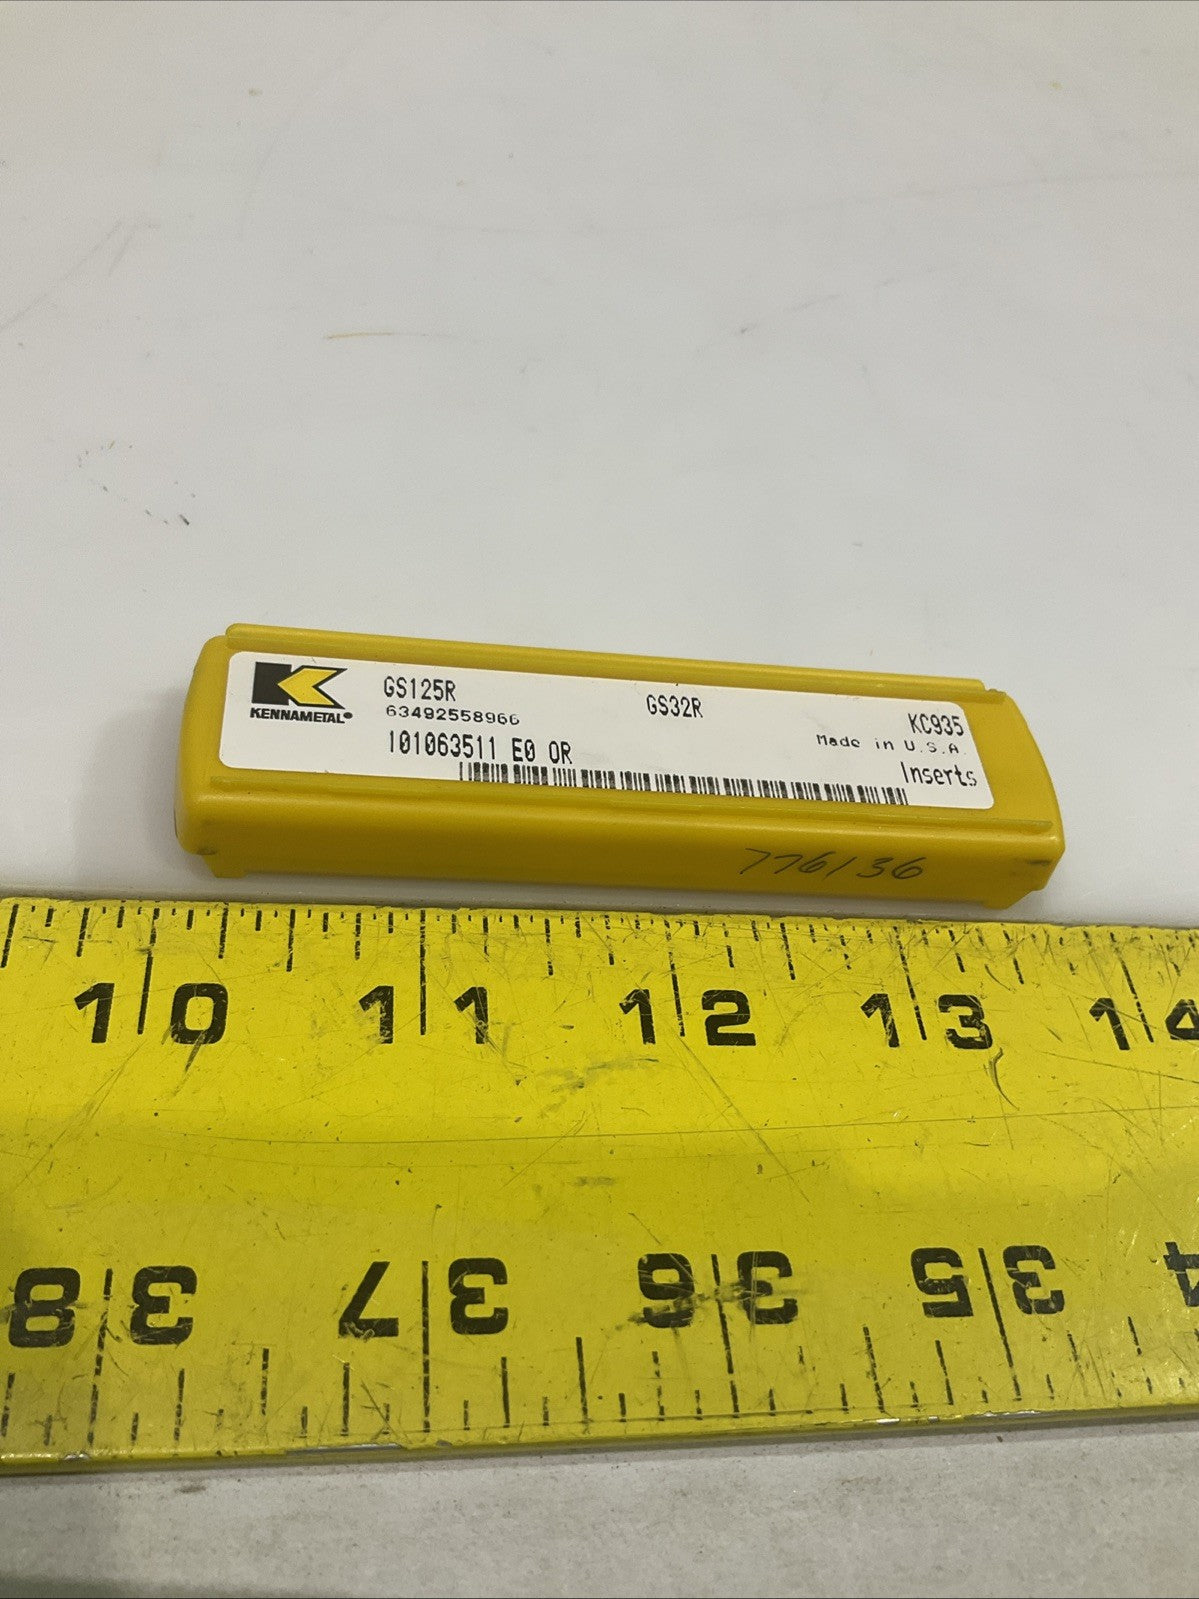 KENNAMETAL®
GS125R GS32R KC935
63492558966 Made in U.S.A.
101063511 E0 OR Inserts
776136
10 11 12 13 14
38 37 36 35 34